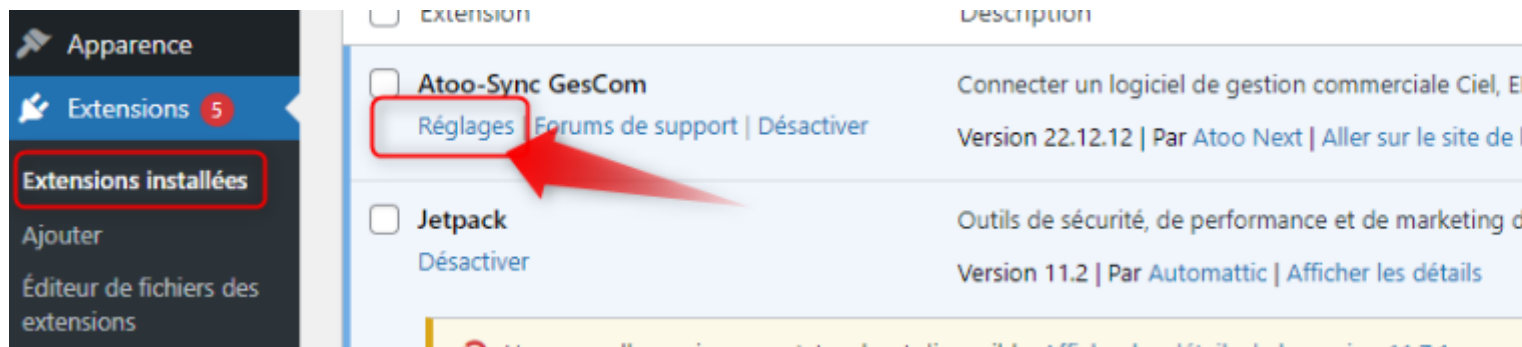 Extension Description
Apparence
Extensions 5
Atoo-Sync GesCom
Réglages | Forums de support | Désactiver
Connecter un logiciel de gestion commerciale Ciel,
Version 22.12.12 | Par Atoo Next | Aller sur le site de
Extensions installées
Ajouter
Éditeur de fichiers des
extensions
Jetpack
Désactiver
Outils de sécurité, de performance et de marketing
Version 11.2 | Par Automattic | Afficher les détails